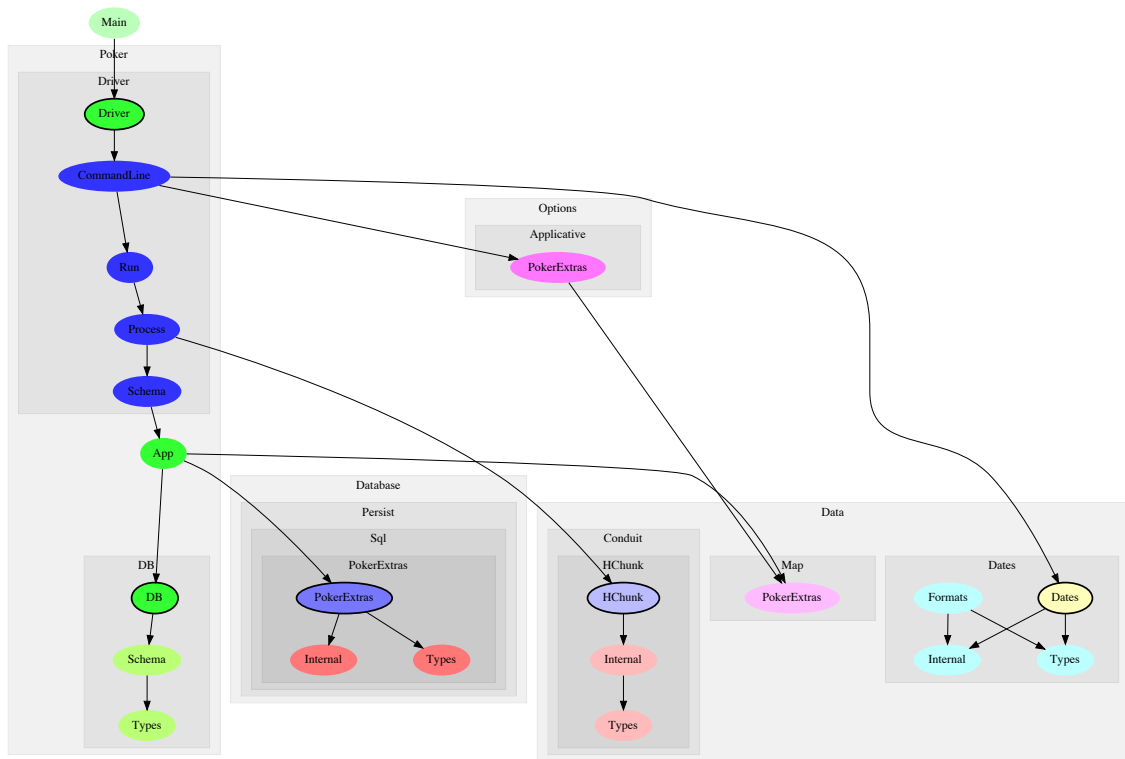 Main
Poker
Driver
Driver
CommandLine
Options
Applicative
Run
PokerExtras
Process
Schema
App
Database
Persist
Data
Sql
Conduit
DB
PokerExtras
HChunk
Map
Dates
DB
PokerExtras
HChunk
PokerExtras
Formats
Dates
Schema
Internal
Types
Internal
Internal
Types
Types
Types